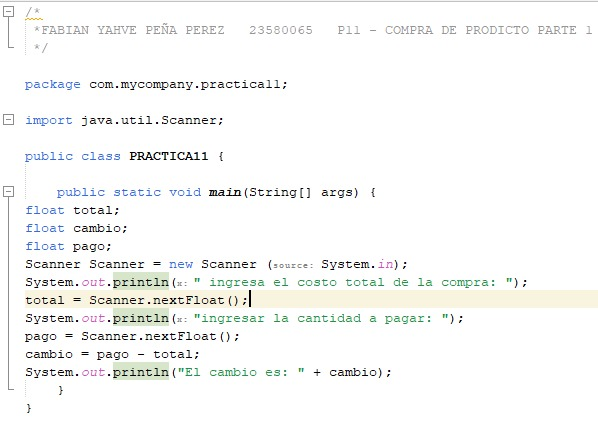 /*
*FABIAN YAHVE PEÑA PEREZ 23580065 P11 - COMPRA DE PRODICTO PARTE 1
*/
package com.mycompany.practica11;
import java.util.Scanner;
public class PRACTICA11 {
public static void main(String[] args) {
float total;
float cambio;
float pago;
Scanner Scanner = new Scanner (source: System.in);
System.out.println(x: " ingresa el costo total de la compra: ");
total = Scanner.nextFloat();
System.out.println(x: "ingresar la cantidad a pagar: ");
pago = Scanner.nextFloat();
cambio = pago - total;
System.out.println("El cambio es: " + cambio);
}
}